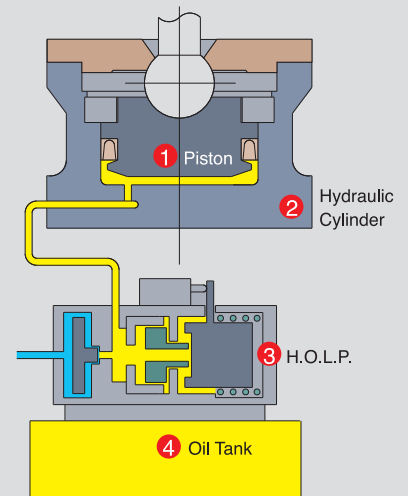 1 Piston
2 Hydraulic
Cylinder
3 H.O.L.P.
4 Oil Tank